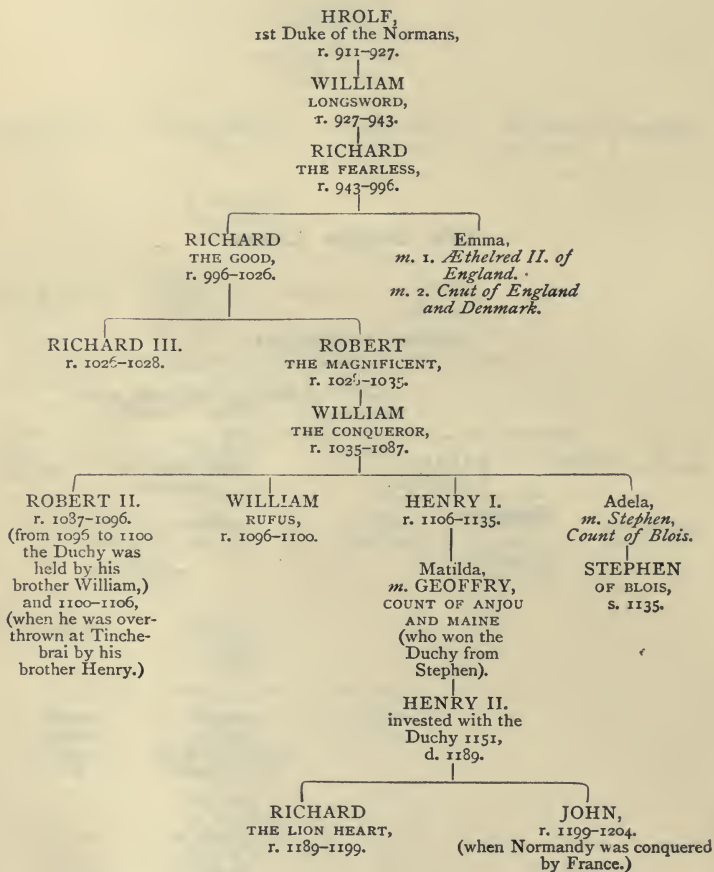 HROLF,
1st Duke of the Normans,
r. 911–927.
WILLIAM
LONGSWORD,
r. 927–943.
RICHARD
THE FEARLESS,
r. 943–996.
RICHARD
THE GOOD,
r. 996–1026.
Emma,
m. 1. Æthelred II. of
England.
m. 2. Cnut of England
and Denmark.
RICHARD III.
r. 1026–1028.
ROBERT
THE MAGNIFICENT,
r. 1028–1035.
WILLIAM
THE CONQUEROR,
r. 1035–1087.
ROBERT II.
r. 1087–1096.
(from 1096 to 1100
the Duchy was
held by his
brother William,)
and 1100–1106,
(when he was over-
thrown at Tinche-
brai by his
brother Henry.)
WILLIAM
RUFUS,
r. 1096–1100.
HENRY I.
r. 1106–1135.
Matilda,
m. GEOFFRY,
COUNT OF ANJOU
AND MAINE
(who won the
Duchy from
Stephen).
HENRY II.
invested with the
Duchy 1151,
d. 1189.
Adela,
m. Stephen,
Count of Blois.
STEPHEN
OF BLOIS,
s. 1135.
RICHARD
THE LION HEART,
r. 1189–1199.
JOHN,
r. 1199–1204.
(when Normandy was conquered
by France.)